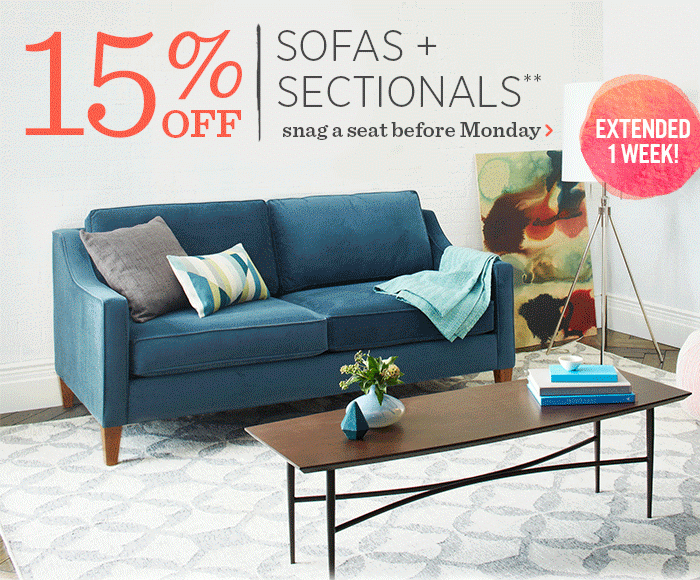 15% OFF
SOFAS +
SECTIONALS**
snag a seat before Monday >
EXTENDED
1 WEEK!